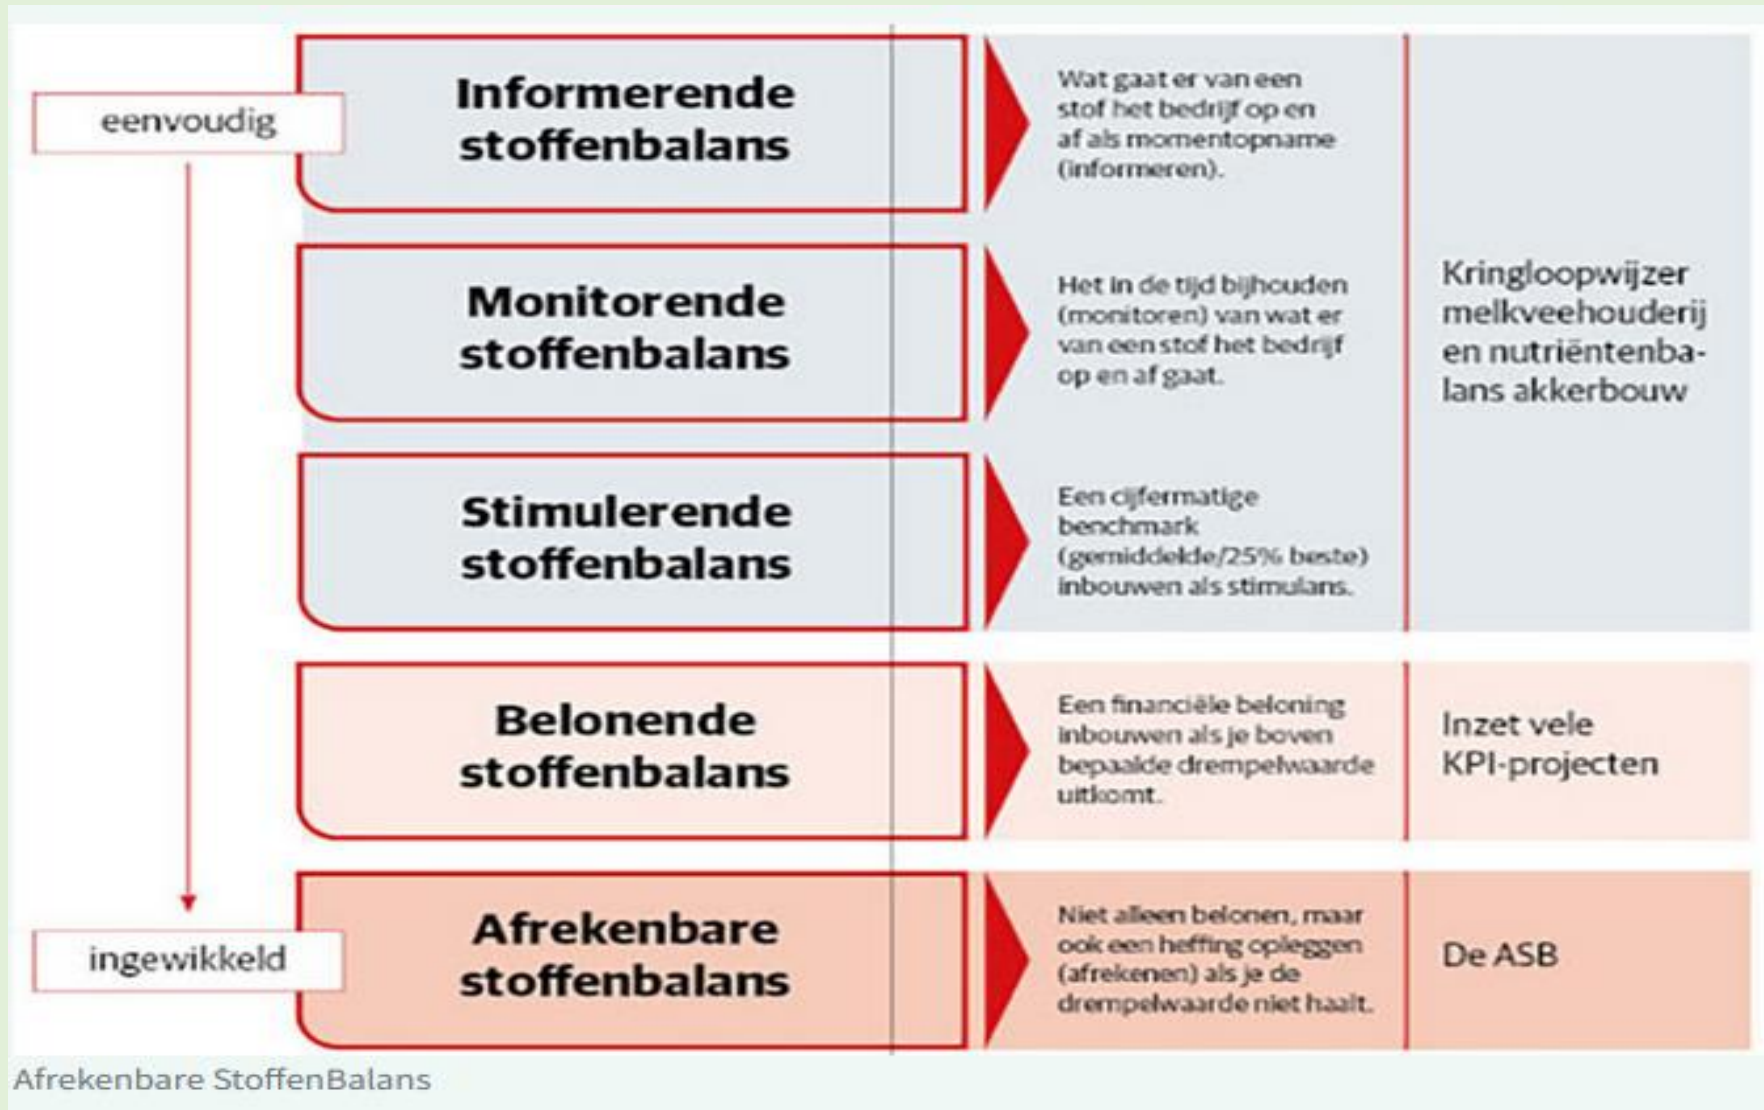 eenvoudig
Informerende
stoffenbalans
Wat gaat er van een
stof het bedrijf op en
af als momentopname
(informeren).
Monitorende
stoffenbalans
Het in de tijd bijhouden
(monitoren) van wat er
van een stof het bedrijf
op en af gaat.
Stimulerende
stoffenbalans
Een cijfermatige
benchmark
(gemiddelde/25% beste)
inbouwen als stimulans.
Kringloopwijzer
melkveehouderij
en nutriëntenba-
lans akkerbouw
Belonende
stoffenbalans
Een financiële beloning
inbouwen als je boven
bepaalde drempelwaarde
uitkomt.
Inzet vele
KPI-projecten
ingewikkeld
Afrekenbare
stoffenbalans
Niet alleen belonen, maar
ook een heffing opleggen
(afrekenen) als je de
drempelwaarde niet haalt.
De ASB
Afrekenbare StoffenBalans